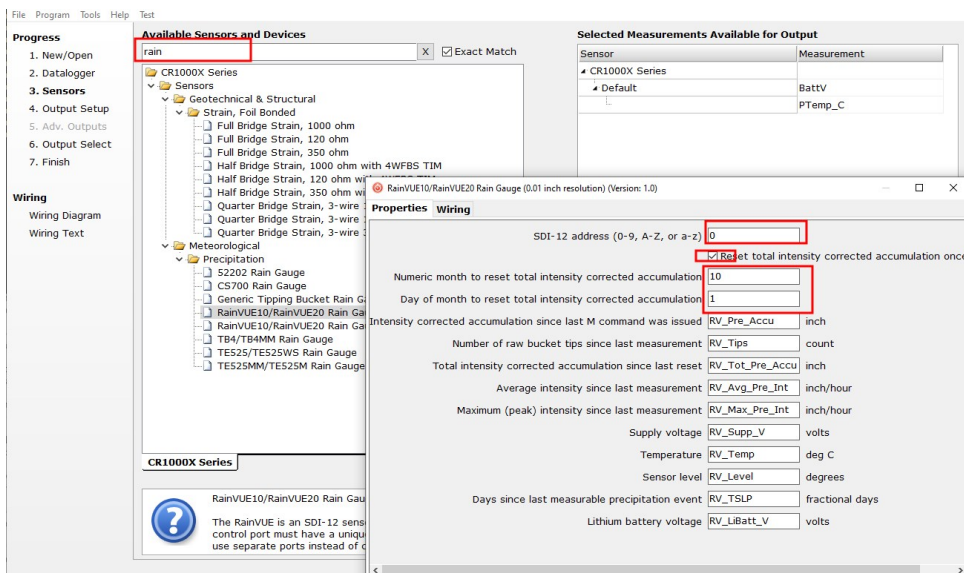 File Program Tools Help Test
Progress
1. New/Open
2. Datalogger
3. Sensors
4. Output Setup
5. Adv. Outputs
6. Output Select
7. Finish
Wiring
Wiring Diagram
Wiring Text
Available Sensors and Devices
rain X Exact Match
CR1000X Series
Sensors
Geotechnical & Structural
Strain, Foil Bonded
Full Bridge Strain, 1000 ohm
Full Bridge Strain, 120 ohm
Full Bridge Strain, 350 ohm
Half Bridge Strain, 1000 ohm with 4WFBS TIM
Half Bridge Strain, 120 ohm
Half Bridge Strain, 350 ohm
Quarter Bridge Strain, 3-wire
Quarter Bridge Strain, 3-wire
Quarter Bridge Strain, 3-wire
Meteorological
Precipitation
52202 Rain Gauge
CS700 Rain Gauge
Generic Tipping Bucket Rain
RainVUE10/RainVUE20 Rain
RainVUE10/RainVUE20 Rain
TB4/TB4MM Rain Gauge
TE525/TE525WS Rain Gauge
TE525MM/TE525M Rain Gauge
CR1000X Series
RainVUE10/RainVUE20 Rain
The RainVUE is an SDI-12
control port must have a
use separate ports instead
Selected Measurements Available for Output
Sensor Measurement
CR1000X Series
Default BattV
PTemp_C
RainVUE10/RainVUE20 Rain Gauge (0.01 inch resolution) (Version: 1.0)
Properties Wiring
SDI-12 address (0-9, A-Z, or a-z) 0
Reset total intensity corrected accumulation once
Numeric month to reset total intensity corrected accumulation 10
Day of month to reset total intensity corrected accumulation 1
Intensity corrected accumulation since last M command was issued RV_Pre_Accu inch
Number of raw bucket tips since last measurement RV_Tips count
Total intensity corrected accumulation since last reset RV_Tot_Pre_Accu inch
Average intensity since last measurement RV_Avg_Pre_Int inch/hour
Maximum (peak) intensity since last measurement RV_Max_Pre_Int inch/hour
Supply voltage RV_Supp_V volts
Temperature RV_Temp deg C
Sensor level RV_Level degrees
Days since last measurable precipitation event RV_TSLP fractional days
Lithium battery voltage RV_LiBatt_V volts